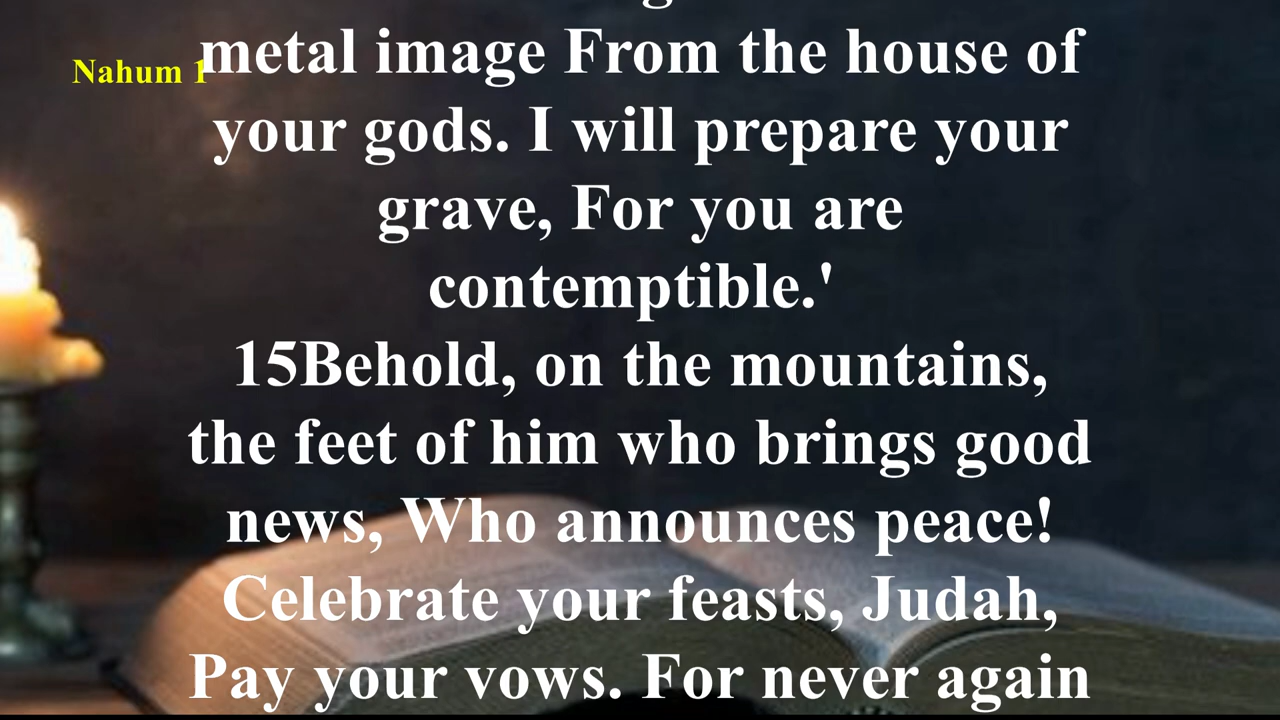 Nahum 1
metal image From the house of
your gods. I will prepare your
grave, For you are
contemptible.'
15Behold, on the mountains,
the feet of him who brings good
news, Who announces peace!
Celebrate your feasts, Judah,
Pay your vows. For never again